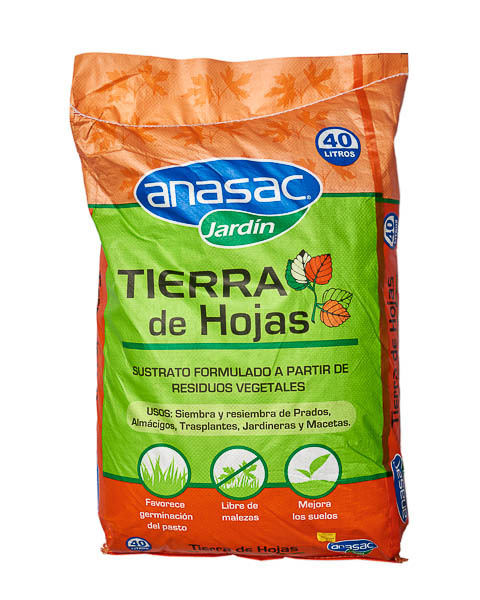 40
LITROS
anasac®
Jardín
TIERRA
de Hojas
SUSTRATO FORMULADO A PARTIR DE
RESIDUOS VEGETALES
USOS: Siembra y resiembra de Prados,
Almácigos, Trasplantes, Jardineras y Macetas.
Favorece
germinación
del pasto
Libre de
malezas
Mejora
los suelos
40
LITROS
Tierra de Hojas
anasac
40
LITROS
Tierra de Hojas
anasac